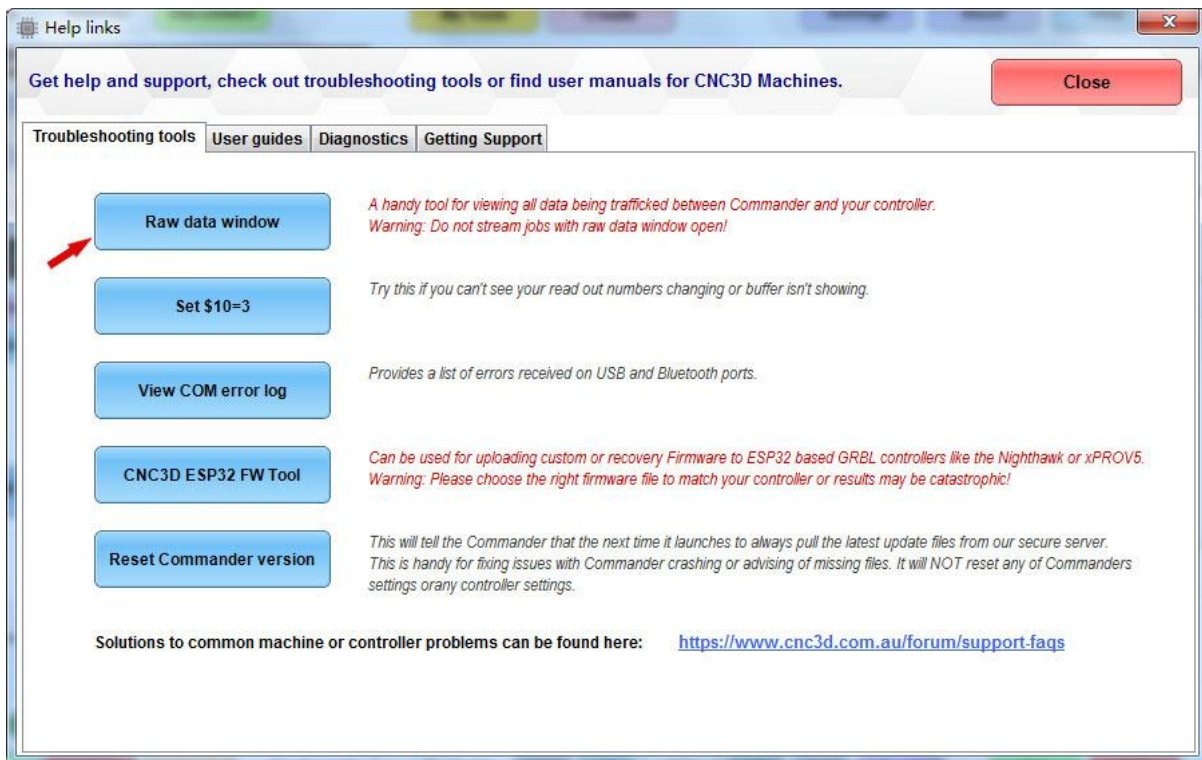 Help links
Get help and support, check out troubleshooting tools or find user manuals for CNC3D Machines.
Close
Troubleshooting tools
User guides
Diagnostics
Getting Support
Raw data window
A handy tool for viewing all data being trafficked between Commander and your controller.
Warning: Do not stream jobs with raw data window open!
Set $10=3
Try this if you can't see your read out numbers changing or buffer isn't showing.
View COM error log
Provides a list of errors received on USB and Bluetooth ports.
CNC3D ESP32 FW Tool
Can be used for uploading custom or recovery Firmware to ESP32 based GRBL controllers like the Nighthawk or xPROV5.
Warning: Please choose the right firmware file to match your controller or results may be catastrophic!
Reset Commander version
This will tell the Commander that the next time it launches to always pull the latest update files from our secure server.
This is handy for fixing issues with Commander crashing or advising of missing files. It will NOT reset any of Commanders
settings orany controller settings.
Solutions to common machine or controller problems can be found here:
https://www.cnc3d.com.au/forum/support-faqs